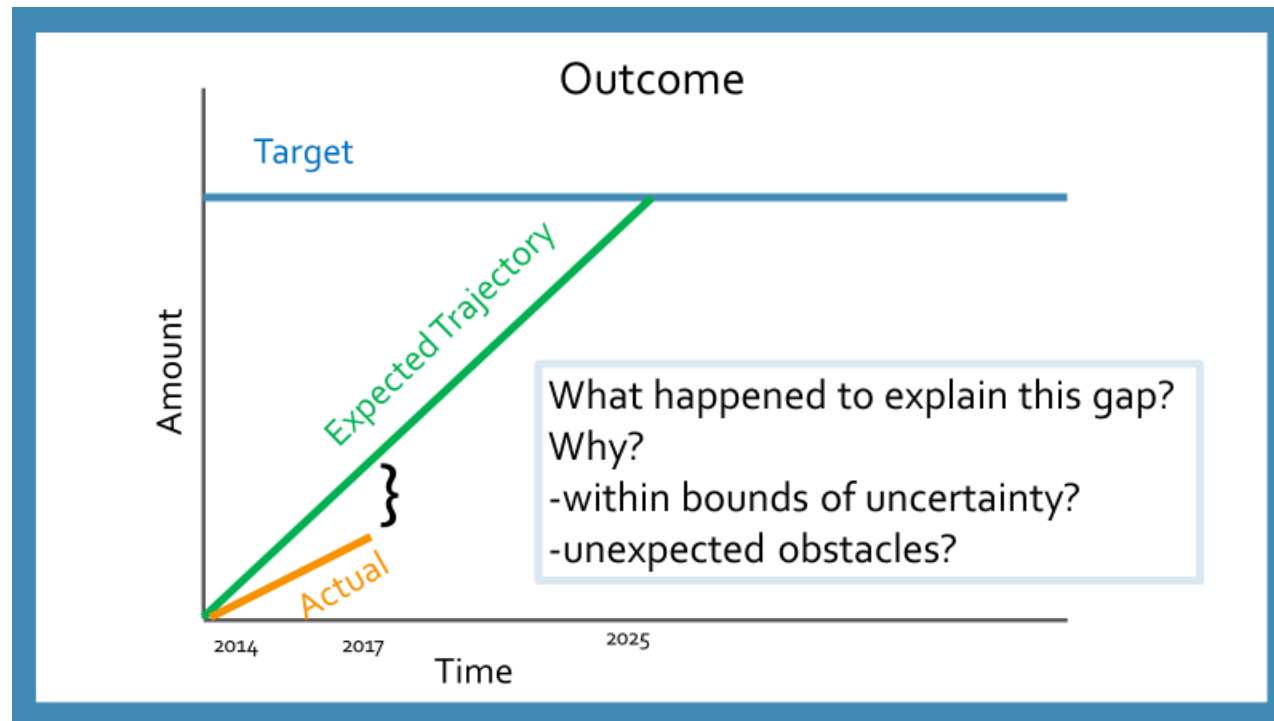 Outcome
Target
Expected Trajectory
Amount
What happened to explain this gap?
Why?
-within bounds of uncertainty?
-unexpected obstacles?
}
Actual
2014
2017
2025
Time